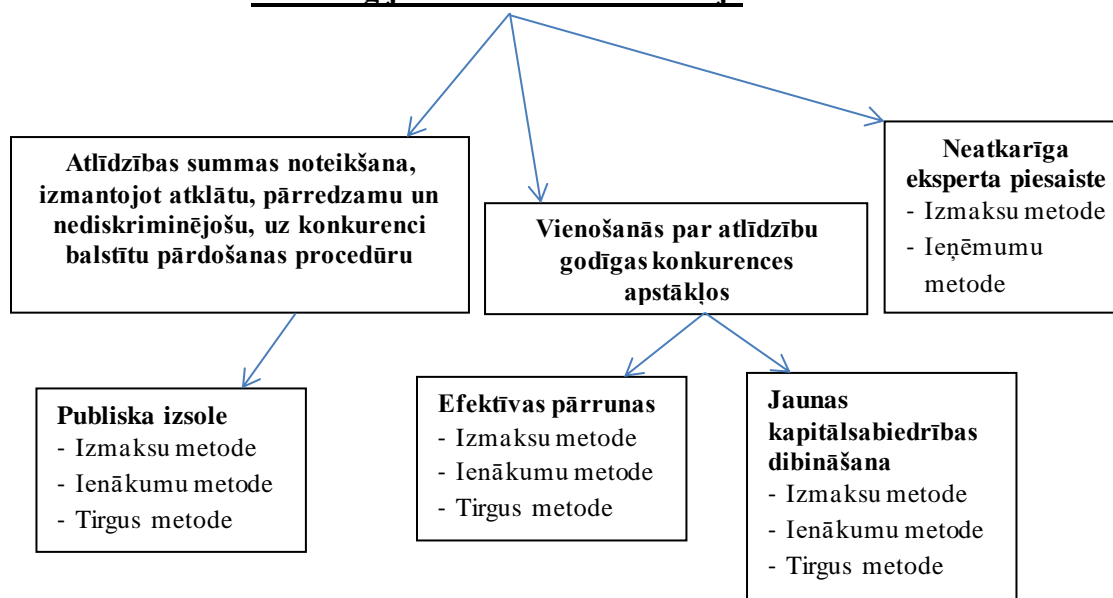 Atlīdzības summas noteikšana,
izmantojot atklātu, pārredzamu un
nediskriminējošu, uz konkurenci
balstītu pārdošanas procedūru
Vienošanās par atlīdzību
godīgas konkurences
apstākļos
Neatkarīga
eksperta piesaiste
- Izmaksu metode
- Ieņēmumu
metode
Publiska izsole
- Izmaksu metode
- Ienākumu metode
- Tirgus metode
Efektīvas pārrunas
- Izmaksu metode
- Ienākumu metode
- Tirgus metode
Jaunas
kapitālsabiedrības
dibināšana
- Izmaksu metode
- Ienākumu metode
- Tirgus metode